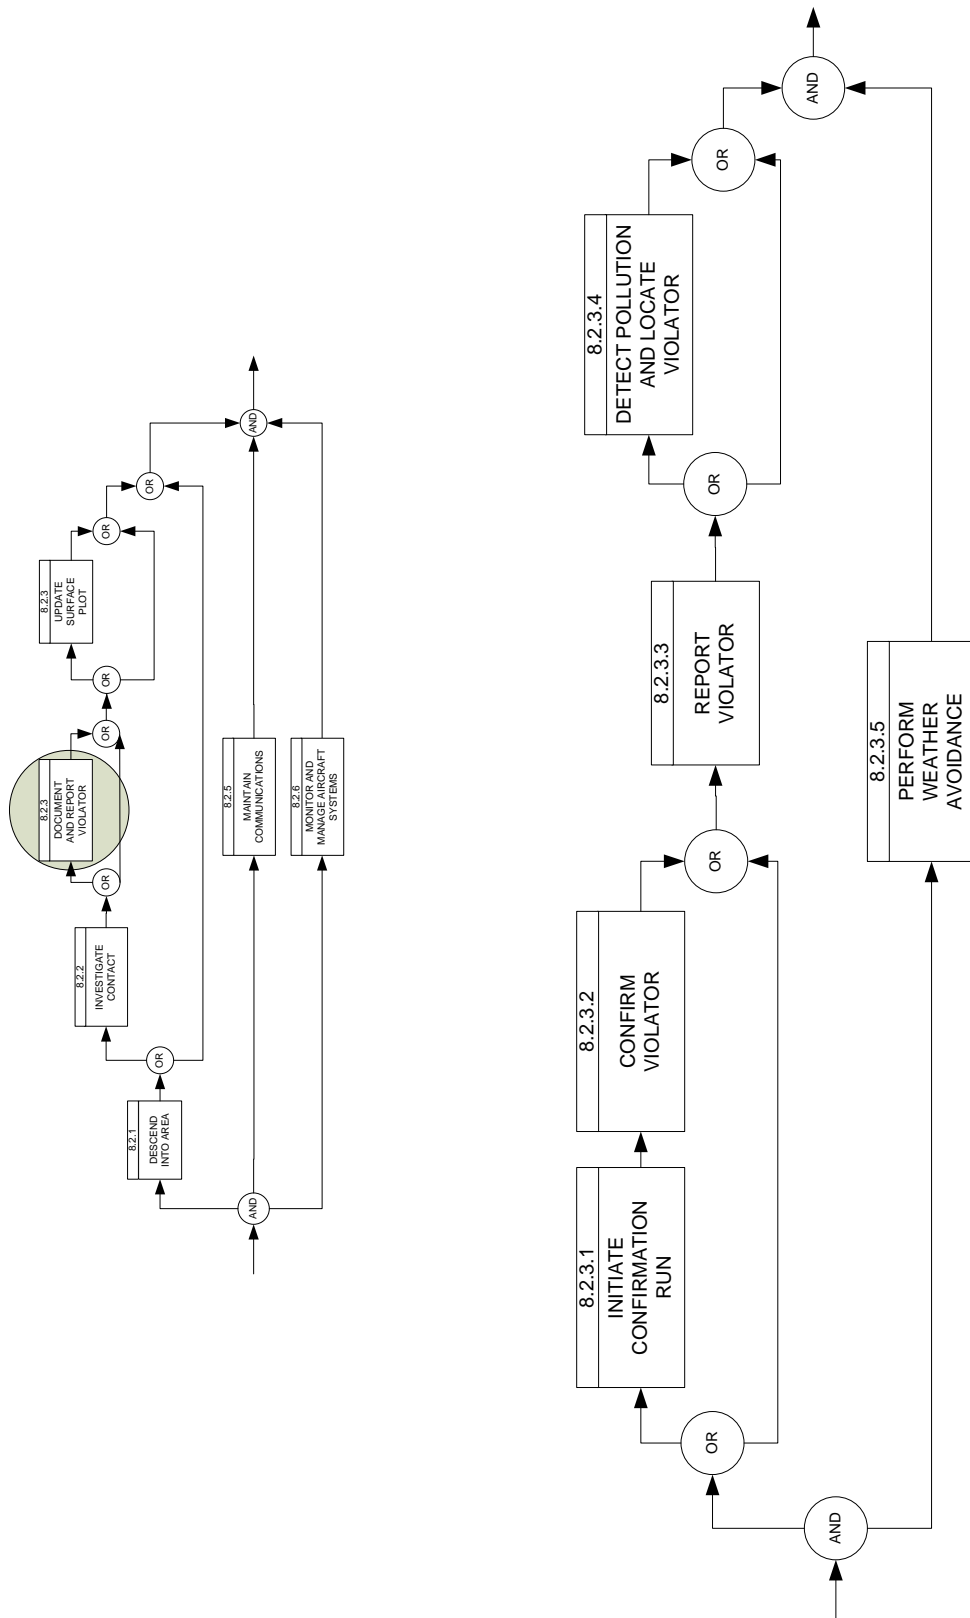 AND
8.2.1
DESCEND
INTO AREA
OR
8.2.2
INVESTIGATE
CONTACT
OR
8.2.3
DOCUMENT
AND REPORT
VIOLATOR
OR
OR
8.2.3
UPDATE
SURFACE
PLOT
OR
OR
8.2.5
MAINTAIN
COMMUNICATIONS
8.2.6
MONITOR AND
MANAGE AIRCRAFT
SYSTEMS
AND
AND
OR
8.2.3.1
INITIATE
CONFIRMATION
RUN
8.2.3.2
CONFIRM
VIOLATOR
OR
8.2.3.3
REPORT
VIOLATOR
OR
8.2.3.4
DETECT POLLUTION
AND LOCATE
VIOLATOR
OR
8.2.3.5
PERFORM
WEATHER
AVOIDANCE
AND